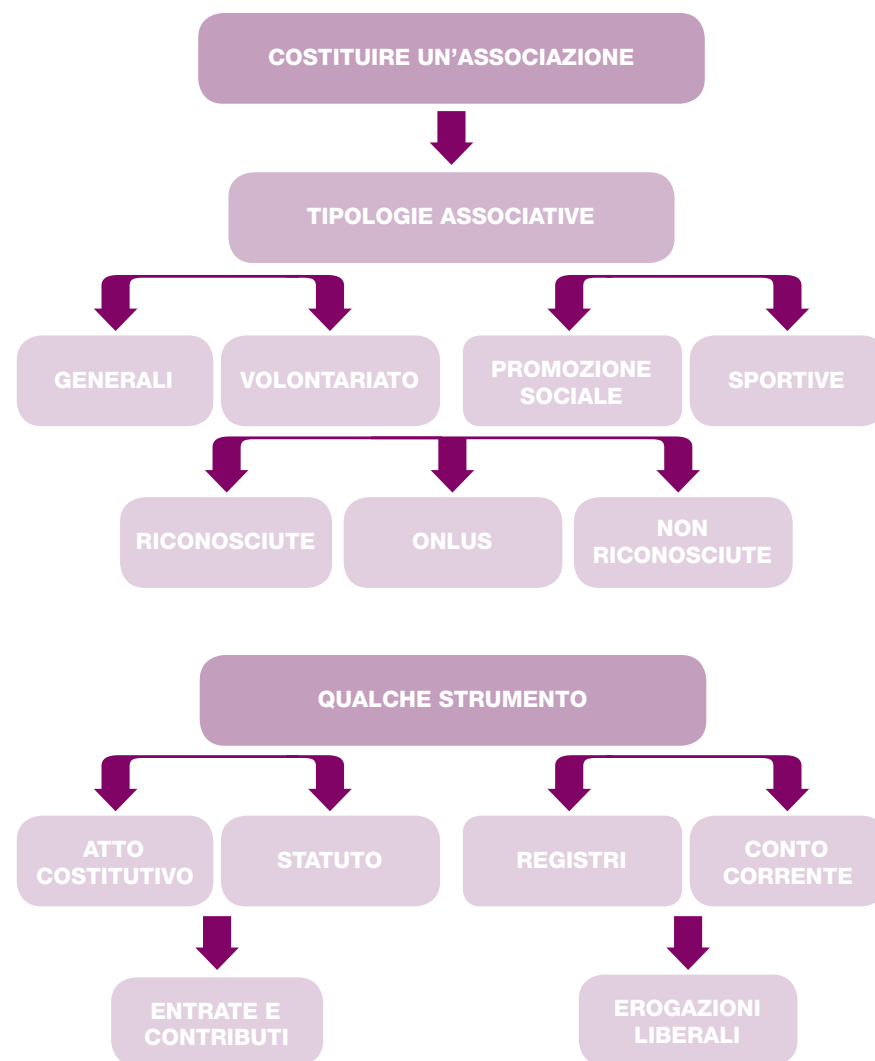 COSTITUIRE UN’ASSOCIAZIONE
TIPOLOGIE ASSOCIATIVE
GENERALI
VOLONTARIATO
PROMOZIONE
SOCIALE
SPORTIVE
RICONOSCIUTE
ONLUS
NON
RICONOSCIUTE
QUALCHE STRUMENTO
ATTO
COSTITUTIVO
STATUTO
REGISTRI
CONTO
CORRENTE
ENTRATE E
CONTRIBUTI
EROGAZIONI
LIBERALI